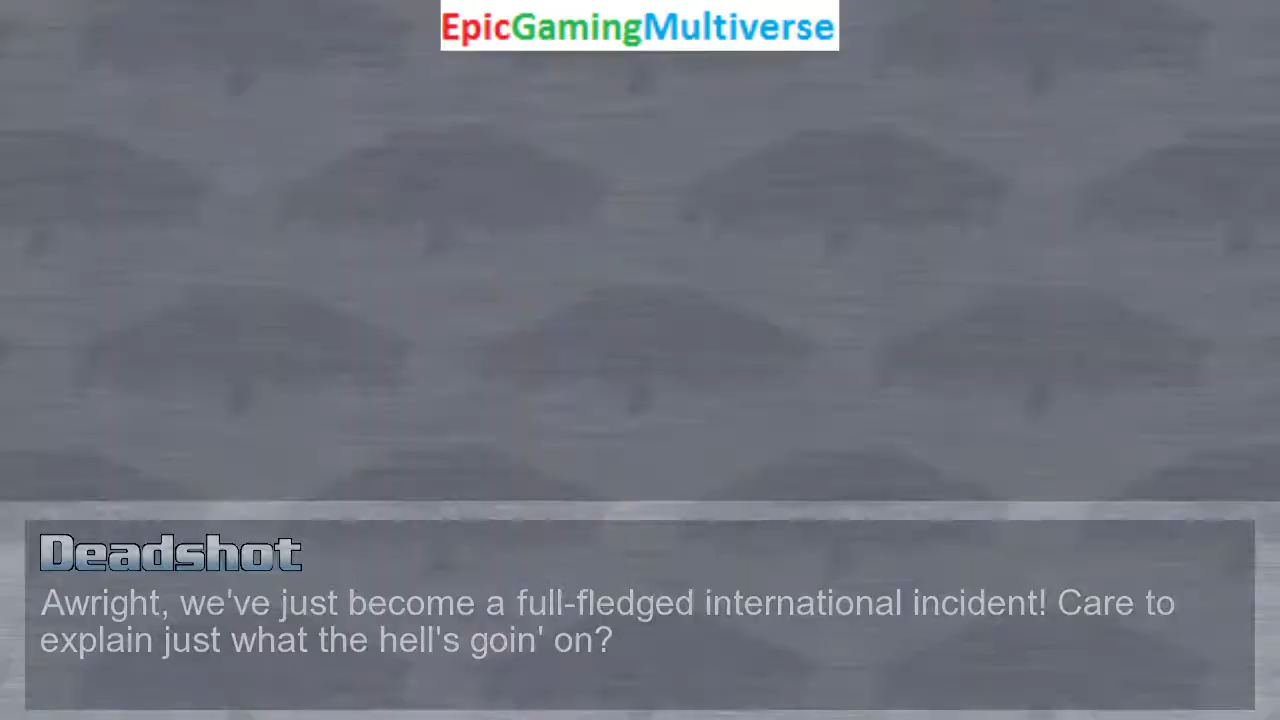 EpicGamingMultiverse
Deadshot
Awright, we've just become a full-fledged international incident! Care to
explain just what the hell's goin' on?